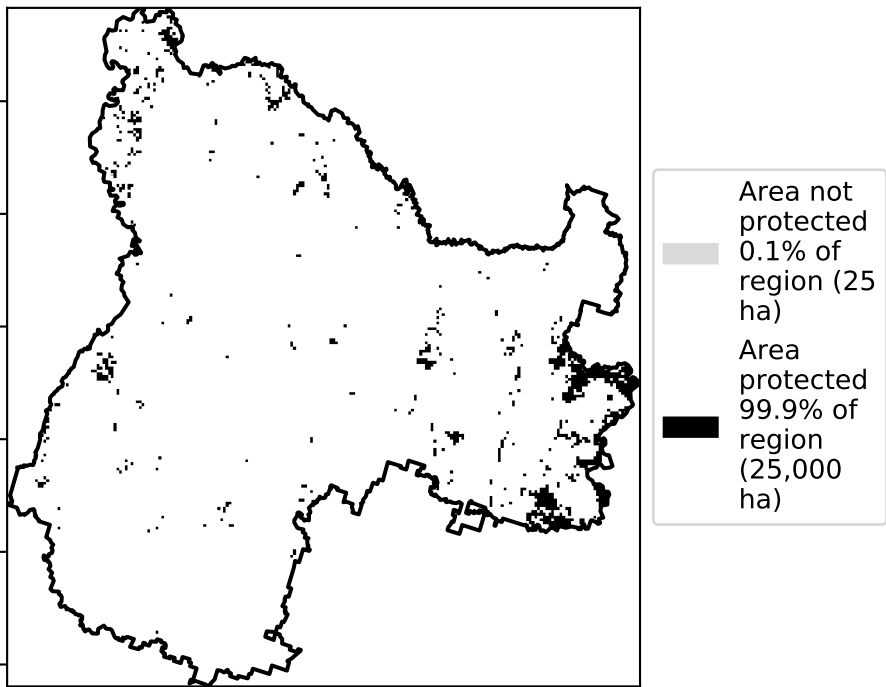 Area not
protected
0.1% of
region (25
ha)
Area
protected
99.9% of
region
(25,000
ha)